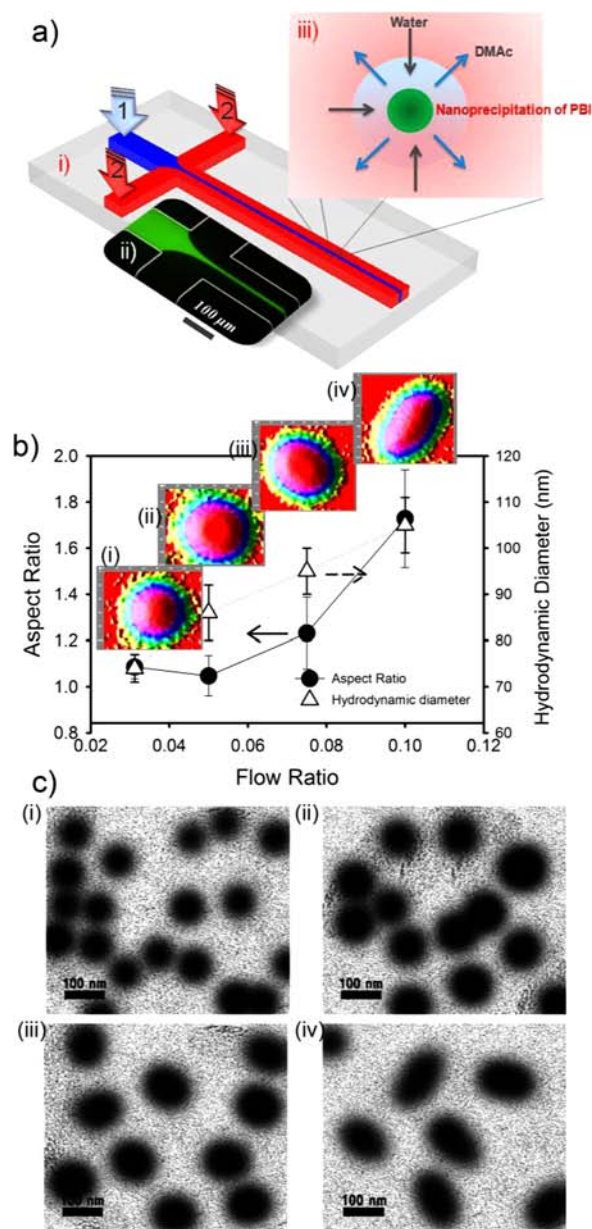 a)
i)
1
2
2
ii)
100 µm
iii)
Water
DMAc
Nanoprecipitation of PBI
b)
(i)
(ii)
(iii)
(iv)
2.0
1.8
1.6
1.4
1.2
1.0
0.8
Aspect Ratio
120
110
100
90
80
70
60
Hydrodynamic Diameter (nm)
Aspect Ratio
Hydrodynamic diameter
0.02 0.04 0.06 0.08 0.10 0.12
Flow Ratio
c)
(i)
100 nm
(ii)
100 nm
(iii)
100 nm
(iv)
100 nm